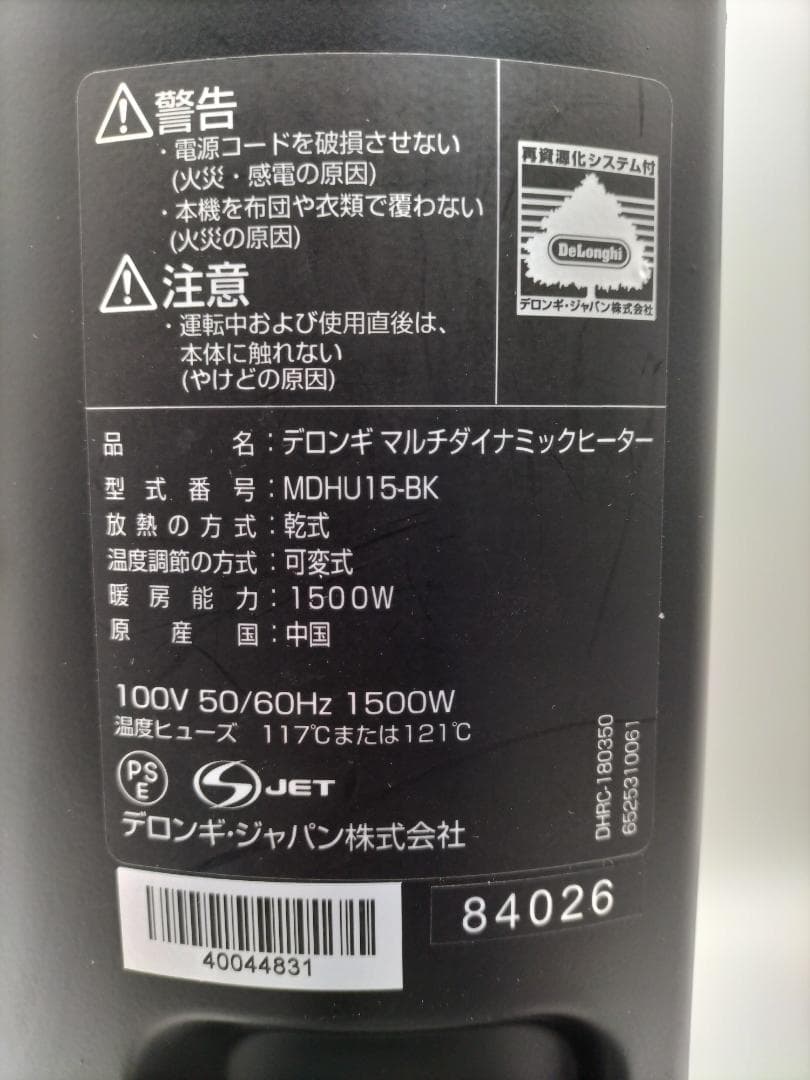 警告
・電源コードを破損させない
(火災・感電の原因)
・本機を布団や衣類で覆わない
(火災の原因)
注意
・運転中および使用直後は、
本体に触れない
(やけどの原因)
再資源化システム付
DeLonghi
デロンギ・ジャパン株式会社
品名：デロンギ マルチダイナミックヒーター
型式番号：MDHU15-BK
放熱の方式：乾式
温度調節の方式：可変式
暖房能力：1500W
原産国：中国
100V 50/60Hz 1500W
温度ヒューズ 117℃または121℃
PS
E
S JET
デロンギ・ジャパン株式会社
DHRC-180350
6525310061
40044831
84026